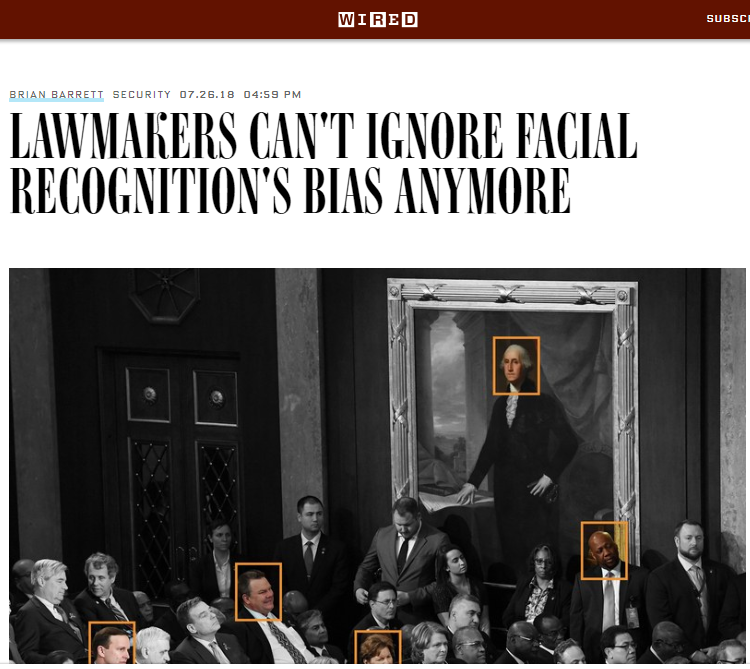 WIRED
SUBSC
BRIAN BARRETT SECURITY 07.26.18 04:59 PM
LAWMAKERS CAN'T IGNORE FACIAL
RECOGNITION'S BIAS ANYMORE